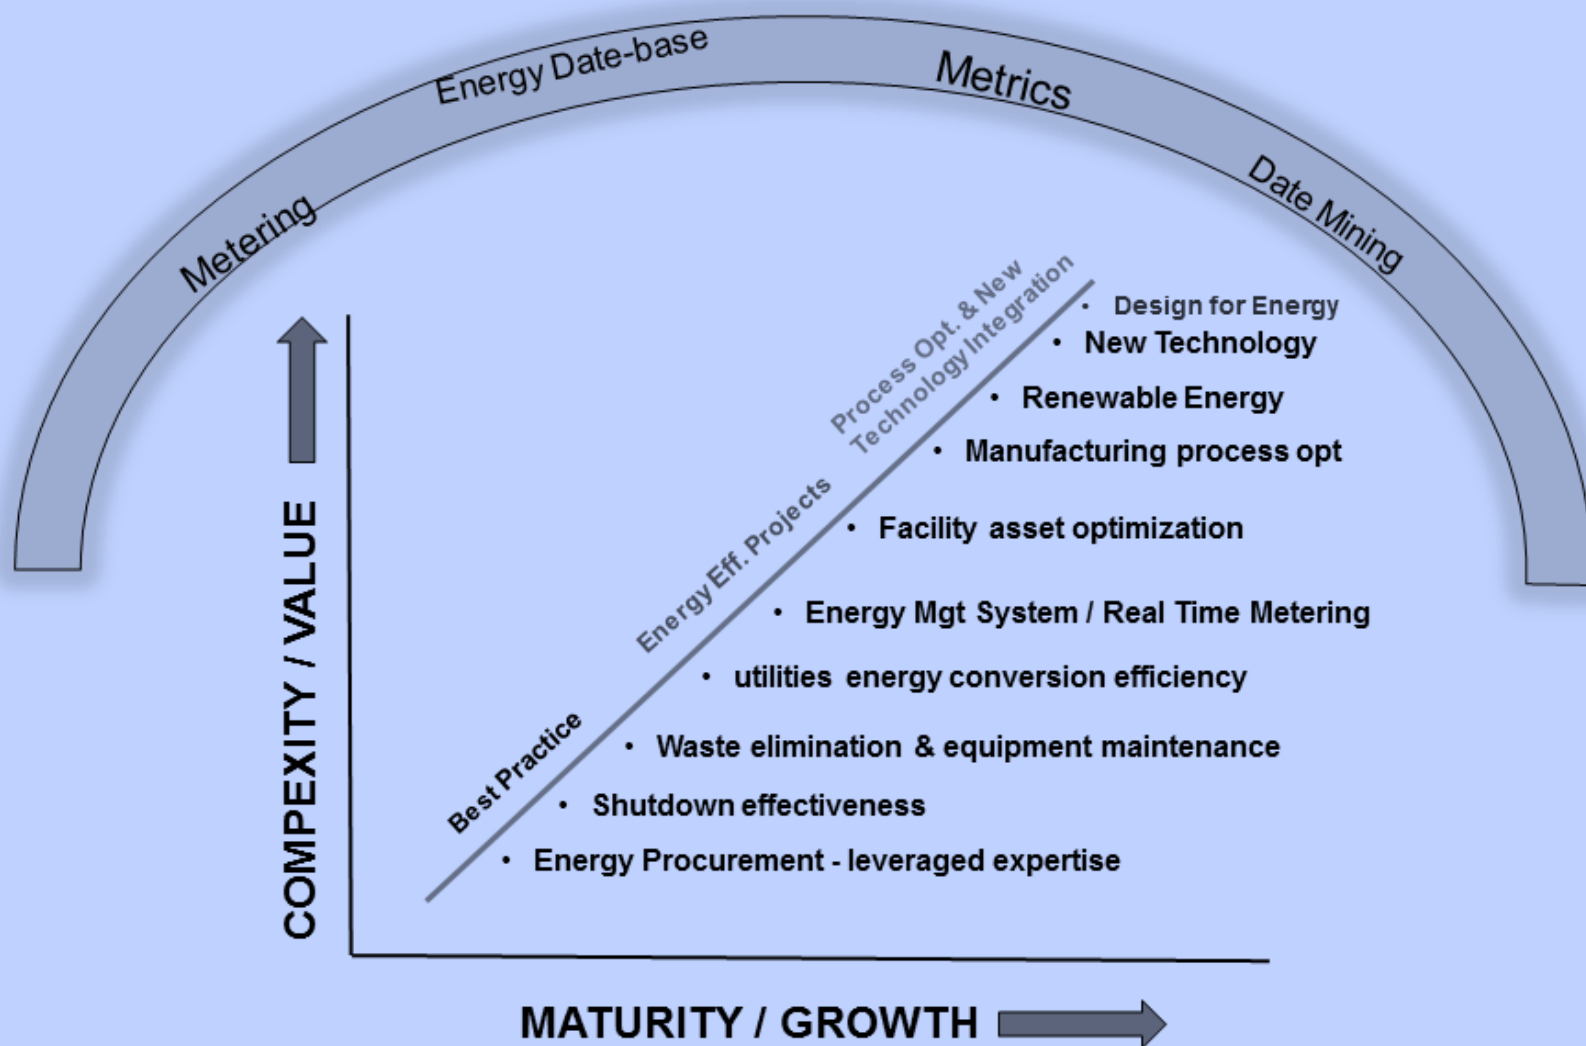 Energy Date-base
Metrics
Metering
Date Mining
Process Opt. & New
Technology Integration
• Design for Energy
• New Technology
• Renewable Energy
• Manufacturing process opt
Energy Eff. Projects
• Facility asset optimization
• Energy Mgt System / Real Time Metering
• utilities energy conversion efficiency
Best Practice
• Waste elimination & equipment maintenance
• Shutdown effectiveness
• Energy Procurement - leveraged expertise
COMPEXITY / VALUE
MATURITY / GROWTH